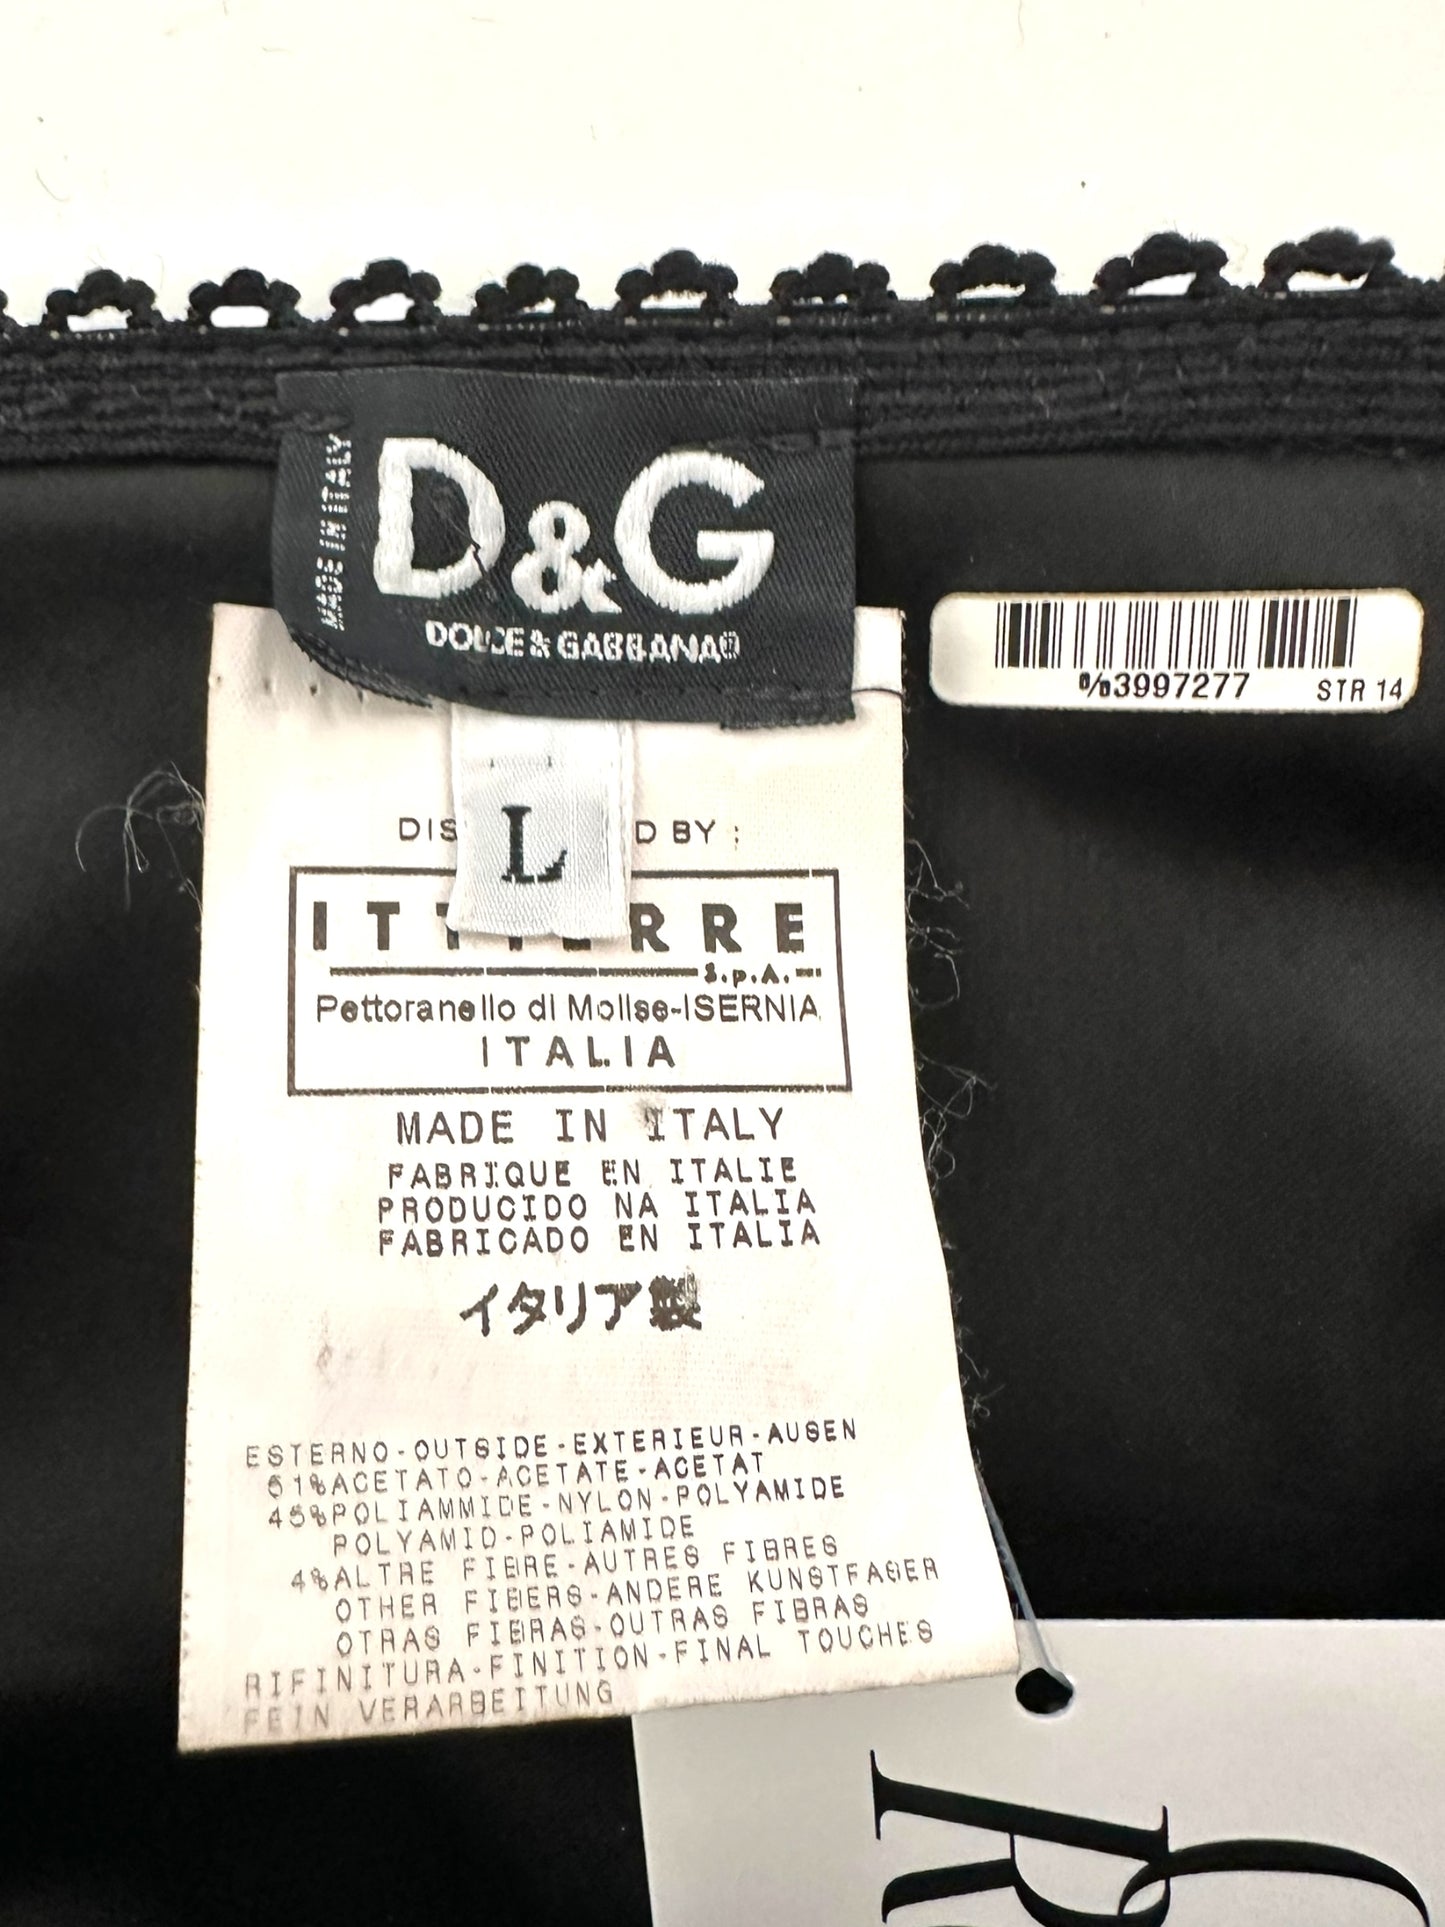 MADE IN ITALY
D&G
DOLCE & GABBANA®
3997277
STR 14
L
D BY :
S.p.A.
Pettoranello di Molise-ISERNIA
ITALIA
MADE IN ITALY
FABRIQUE EN ITALIE
PRODUCIDO NA ITALIA
FABRICADO EN ITALIA
イタリア製
ESTERNO-OUTSIDE-EXTERIEUR-AUSEN
51%ACETATO-ACETATE-ACETAT
45%POLIAMMIDE-NYLON-POLYAMIDE
POLYAMID-POLIAMIDE
4%ALTRE FIBRE-AUTRES FIBRES
OTHER FIBERS-ANDERE KUNSTFASER
OTRAS FIBRAS-OUTRAS FIBRAS
RIFINITURA-FINITION-FINAL TOUCHES
FEIN VERARBEITUNG